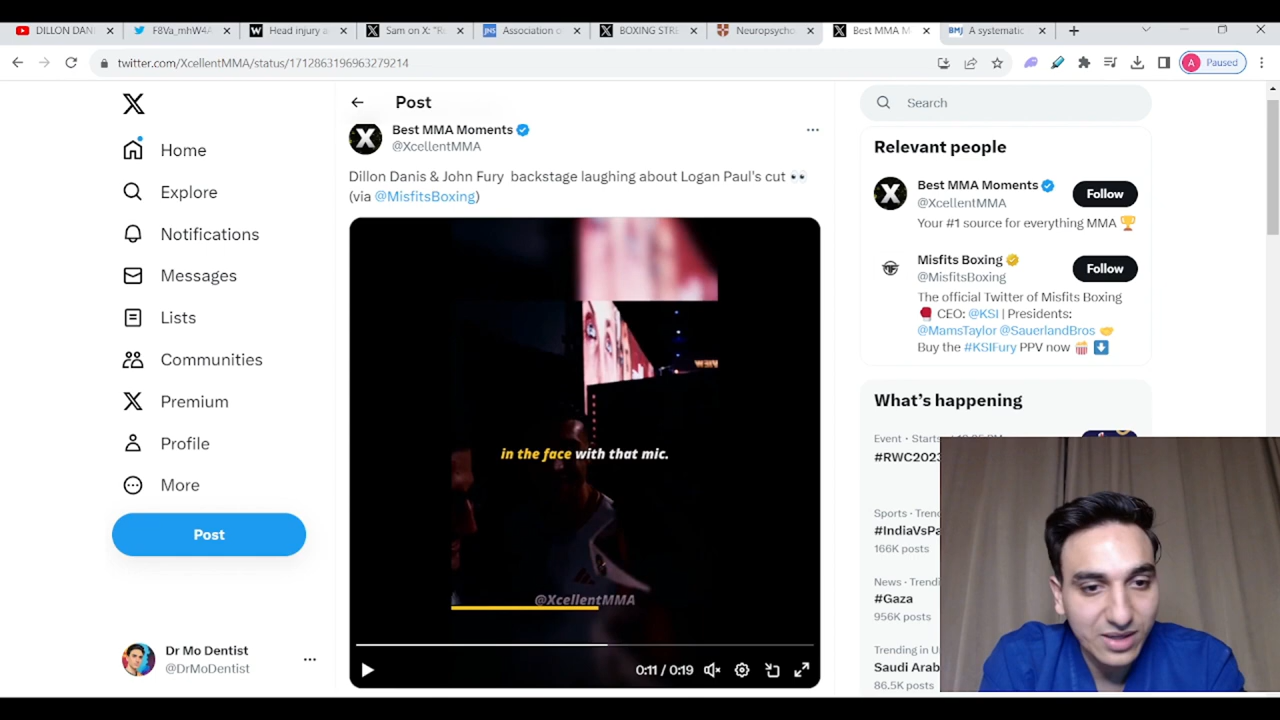 DILLON DANI
F8Va_mhW4A
Head injury a
Sam on X: "R
Association o
BOXING STR
Neuropsycho
Best MMA M
A systematic
twitter.com/XcellentMMA/status/1712863196963279214
A Paused
Home
Explore
Notifications
Messages
Lists
Communities
Premium
Profile
More
Post
Dr Mo Dentist
@DrMoDentist
Post
Best MMA Moments
@XcellentMMA
Dillon Danis & John Fury backstage laughing about Logan Paul's cut 👀
(via @MisfitsBoxing)
in the face with that mic.
@XcellentMMA
0:11 / 0:19
Search
Relevant people
Best MMA Moments
@XcellentMMA
Follow
Your #1 source for everything MMA 🏆
Misfits Boxing
@MisfitsBoxing
Follow
The official Twitter of Misfits Boxing
🥊 CEO: @KSI | Presidents:
@MamsTaylor @SauerlandBros 🤝
Buy the #KSIFury PPV now 🍿 ⬇️
What's happening
#RWC2023
Sports · Trend
#IndiaVsPa
166K posts
News · Trendi
#Gaza
956K posts
Trending in U
Saudi Arab
86.5K posts